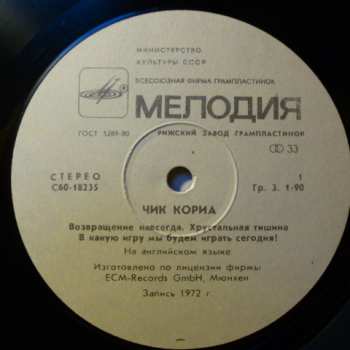 МИНИСТЕРСТВО
КУЛЬТУРЫ СССР
ВСЕСОЮЗНАЯ ФИРМА ГРАМПЛАСТИНОК
МЕЛОДИЯ
ГОСТ 5289-80
РИЖСКИЙ ЗАВОД ГРАМПЛАСТИНОК
33
СТЕРЕО
С60-18235
1
Гр. 3. 1-90
ЧИК КОРИА
Возвращение навсегда. Хрустальная тишина
В какую игру мы будем играть сегодня!
На английском языке
Изготовлено по лицензии фирмы
ECM-Records GmbH, Мюнхен
Запись 1972 г.